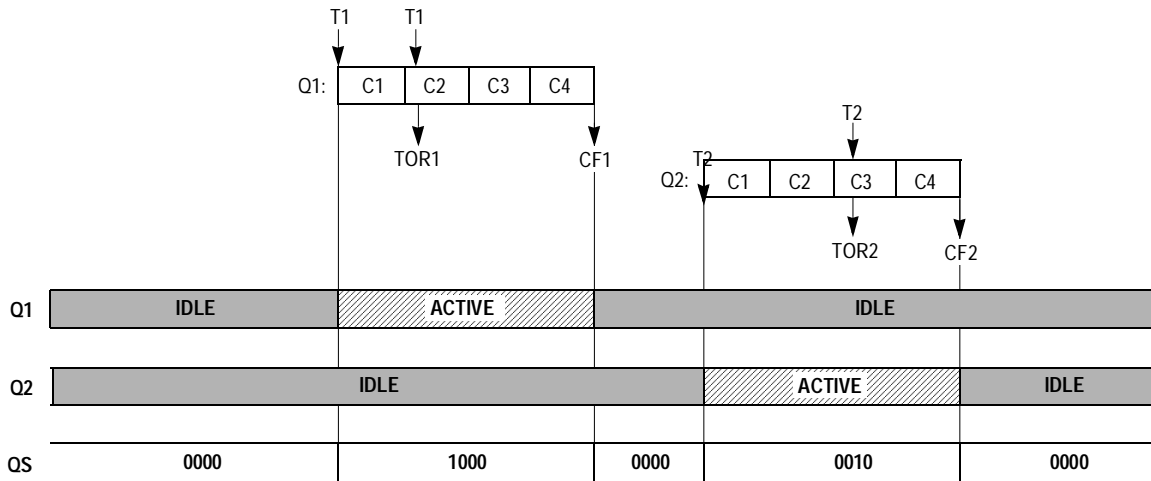 T1 T1
Q1: C1 C2 C3 C4
TOR1 CF1
T2
T2
Q2: C1 C2 C3 C4
TOR2 CF2
Q1 IDLE ACTIVE IDLE
Q2 IDLE ACTIVE IDLE
QS 0000 1000 0000 0010 0000